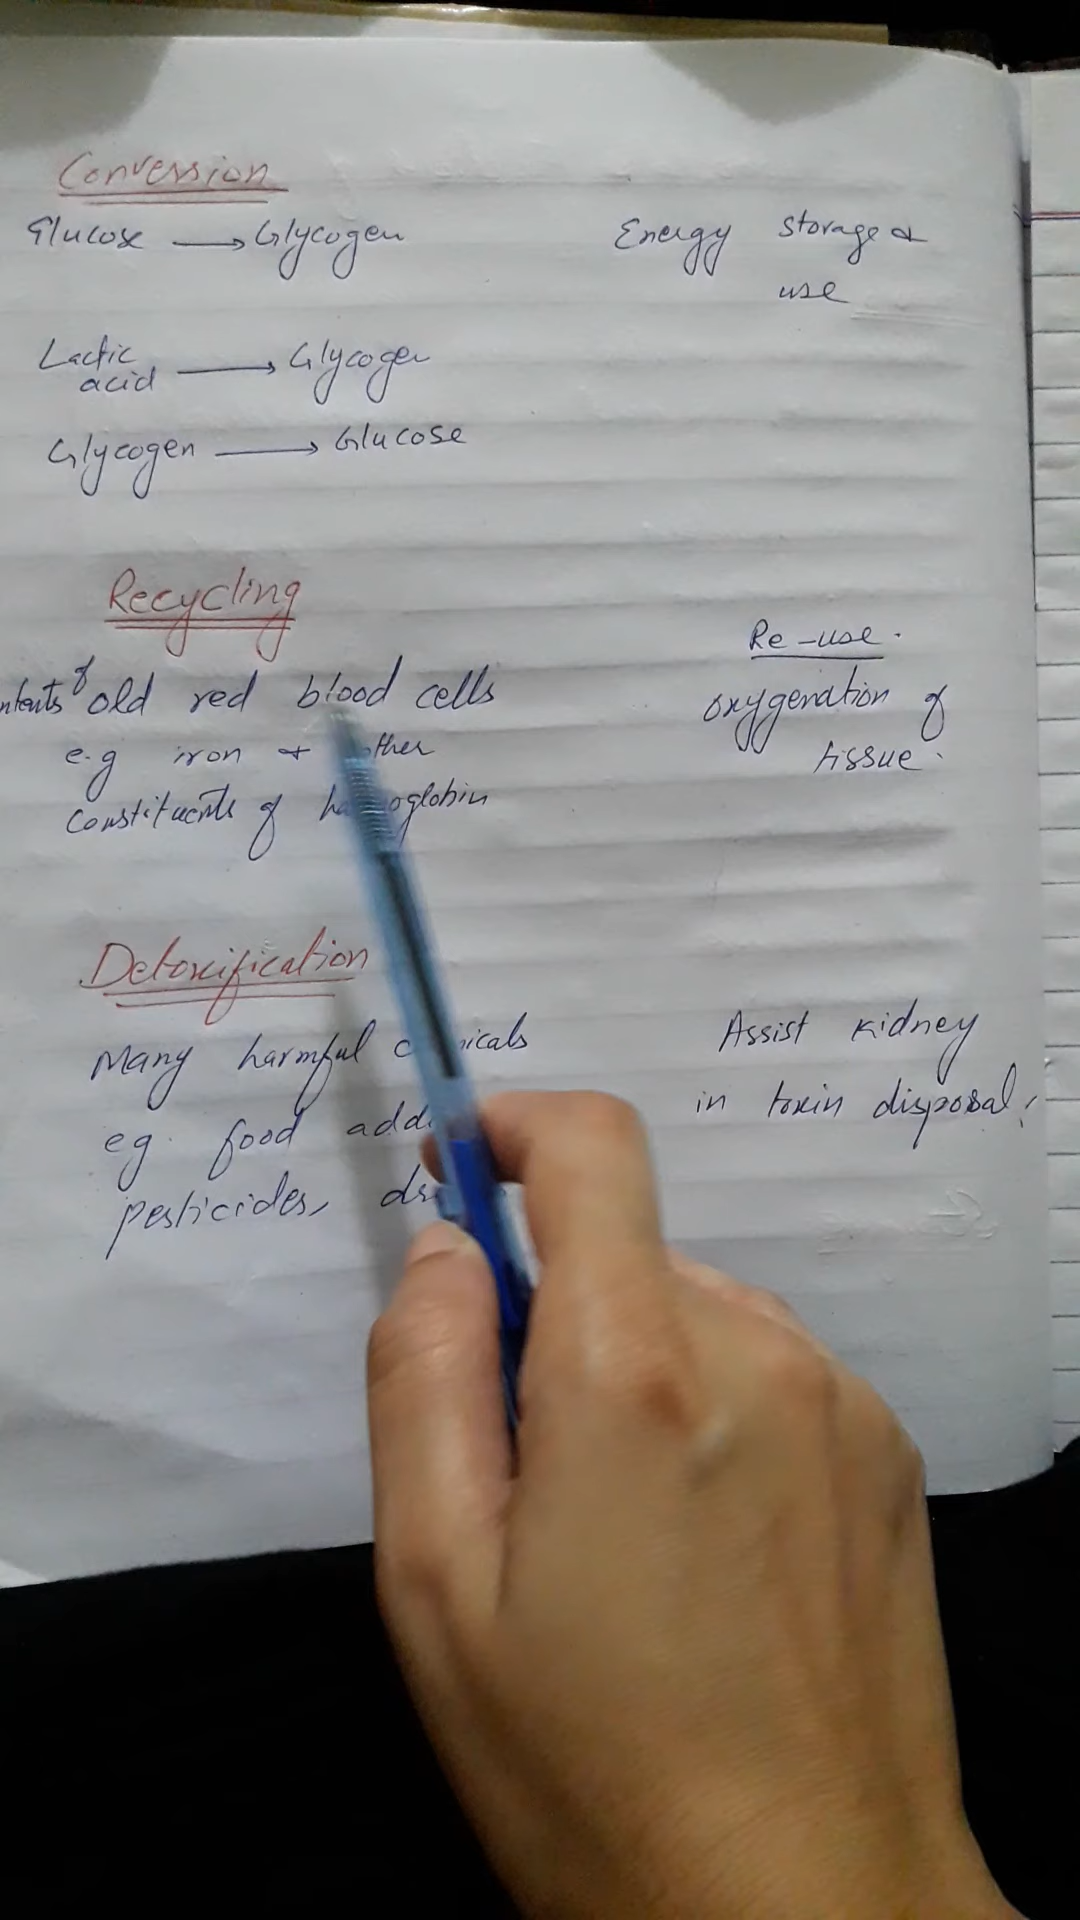 Conversion
Glucose → Glycogen Energy storage &
use
Lactic
acid → Glycogen
Glycogen → Glucose
Recycling
Re-use.
of old red blood cells oxygenation of
e.g iron + tissue.
constituents of
Detoxification
Many harmful Assist kidney
eg. food in toxin disposal,
pesticides,